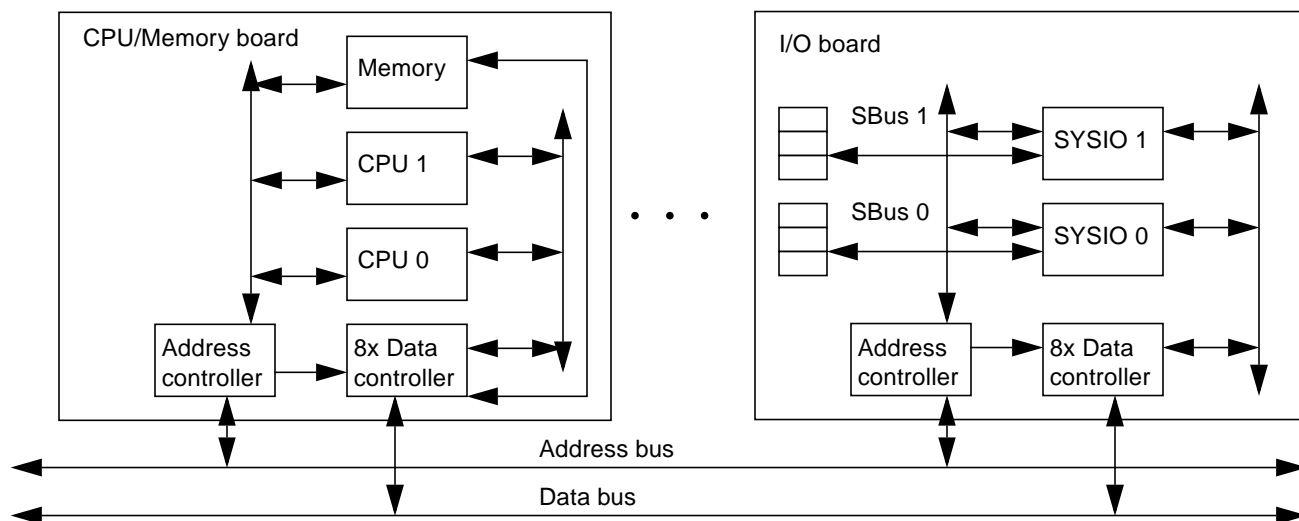 CPU/Memory board
Memory
CPU 1
CPU 0
Address
controller
8x Data
controller
. . .
I/O board
SBus 1
SYSIO 1
SBus 0
SYSIO 0
Address
controller
8x Data
controller
Address bus
Data bus